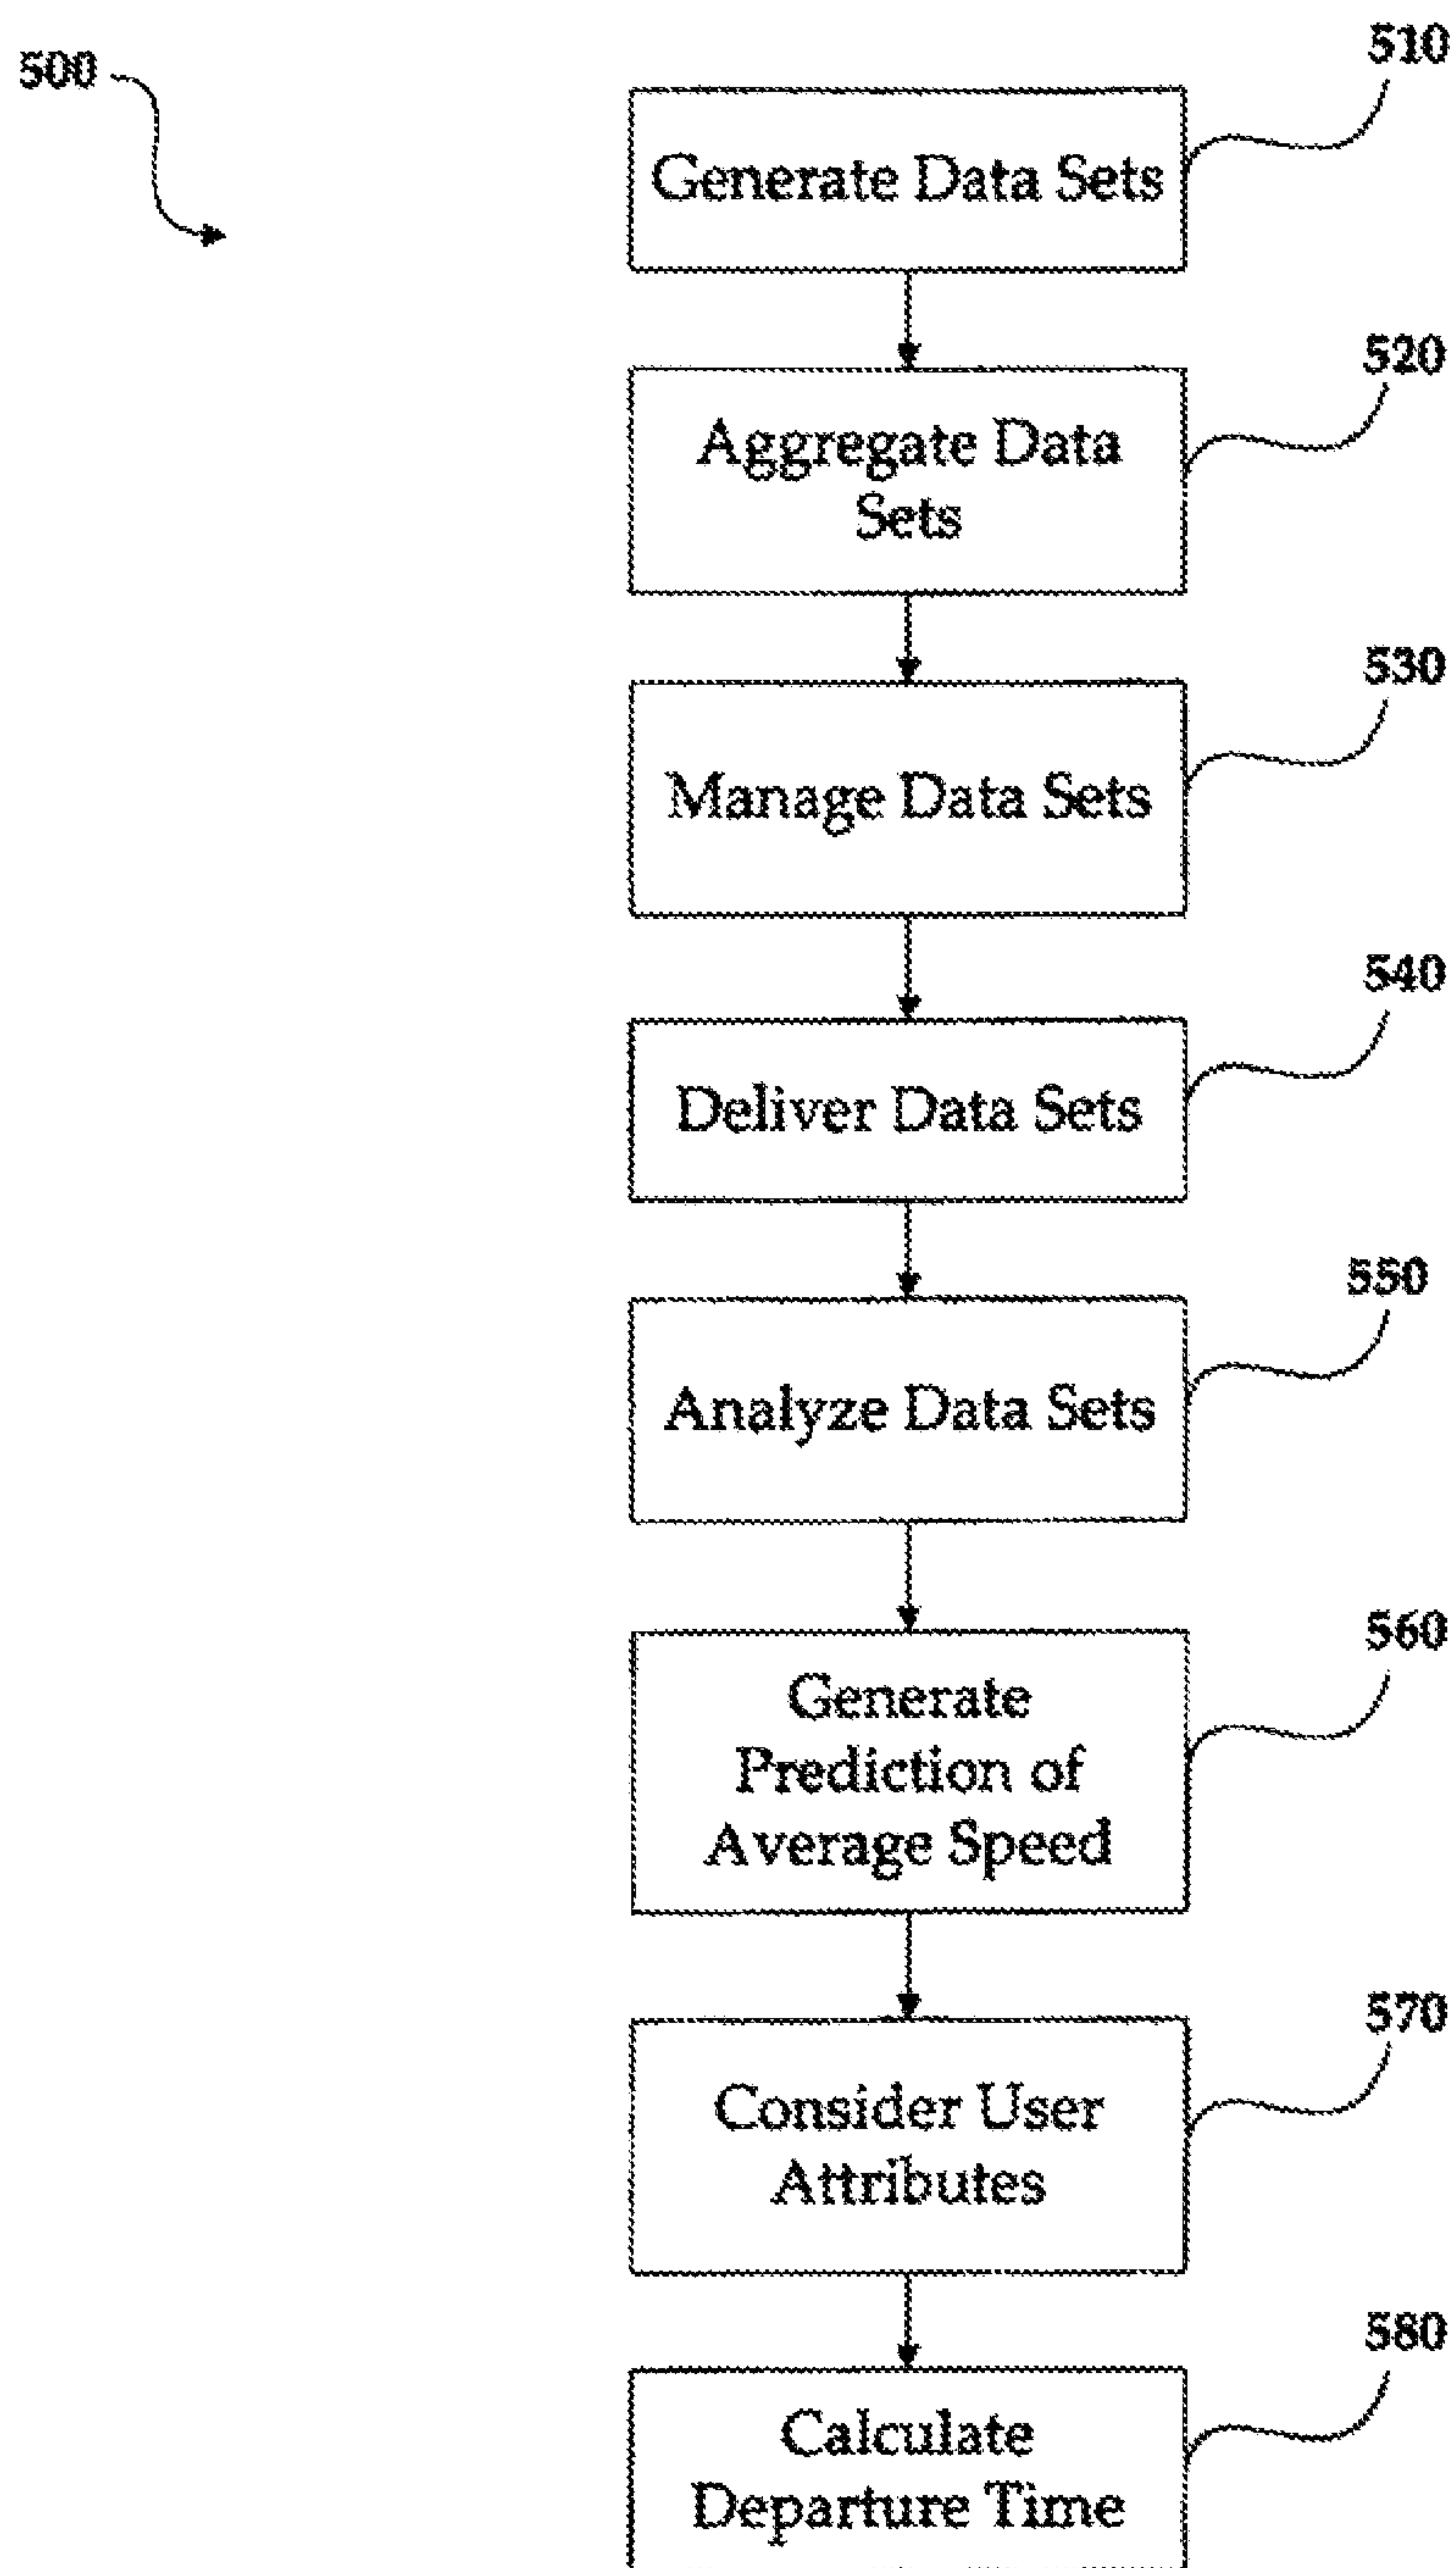 500
510
Generate Data Sets
520
Aggregate Data
Sets
530
Manage Data Sets
540
Deliver Data Sets
550
Analyze Data Sets
560
Generate
Prediction of
Average Speed
570
Consider User
Attributes
580
Calculate
Departure Time